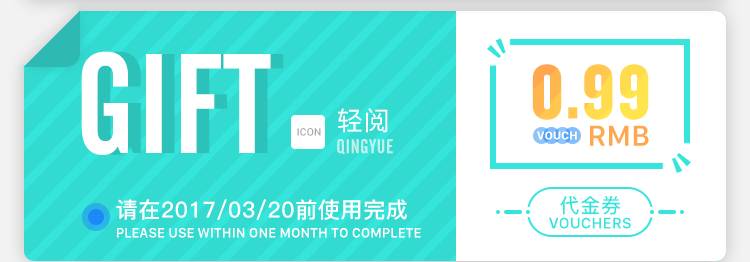 GIFT
ICON
轻阅
QINGYUE
请在2017/03/20前使用完成
PLEASE USE WITHIN ONE MONTH TO COMPLETE
0.99
VOUCH RMB
代金券
VOUCHERS